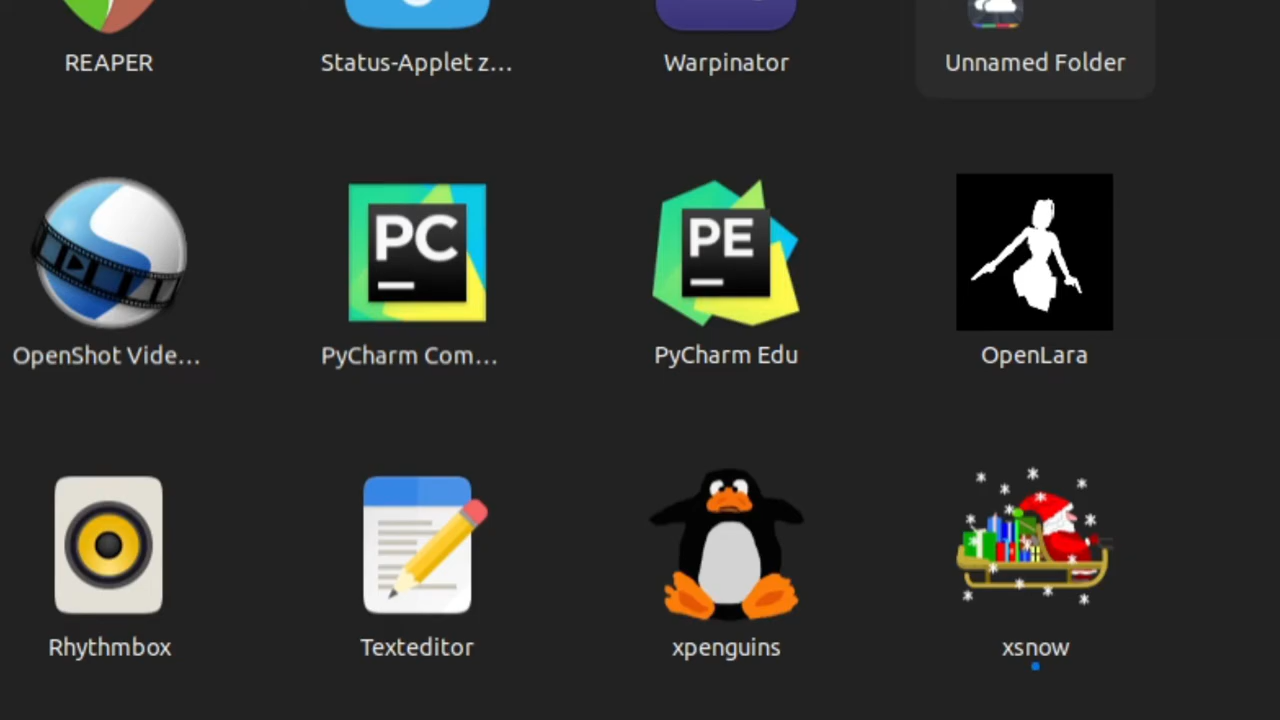 REAPER
Status-Applet z...
Warpinator
Unnamed Folder
PC
PE
OpenShot Vide...
PyCharm Com...
PyCharm Edu
OpenLara
Rhythmbox
Texteditor
xpenguins
xsnow